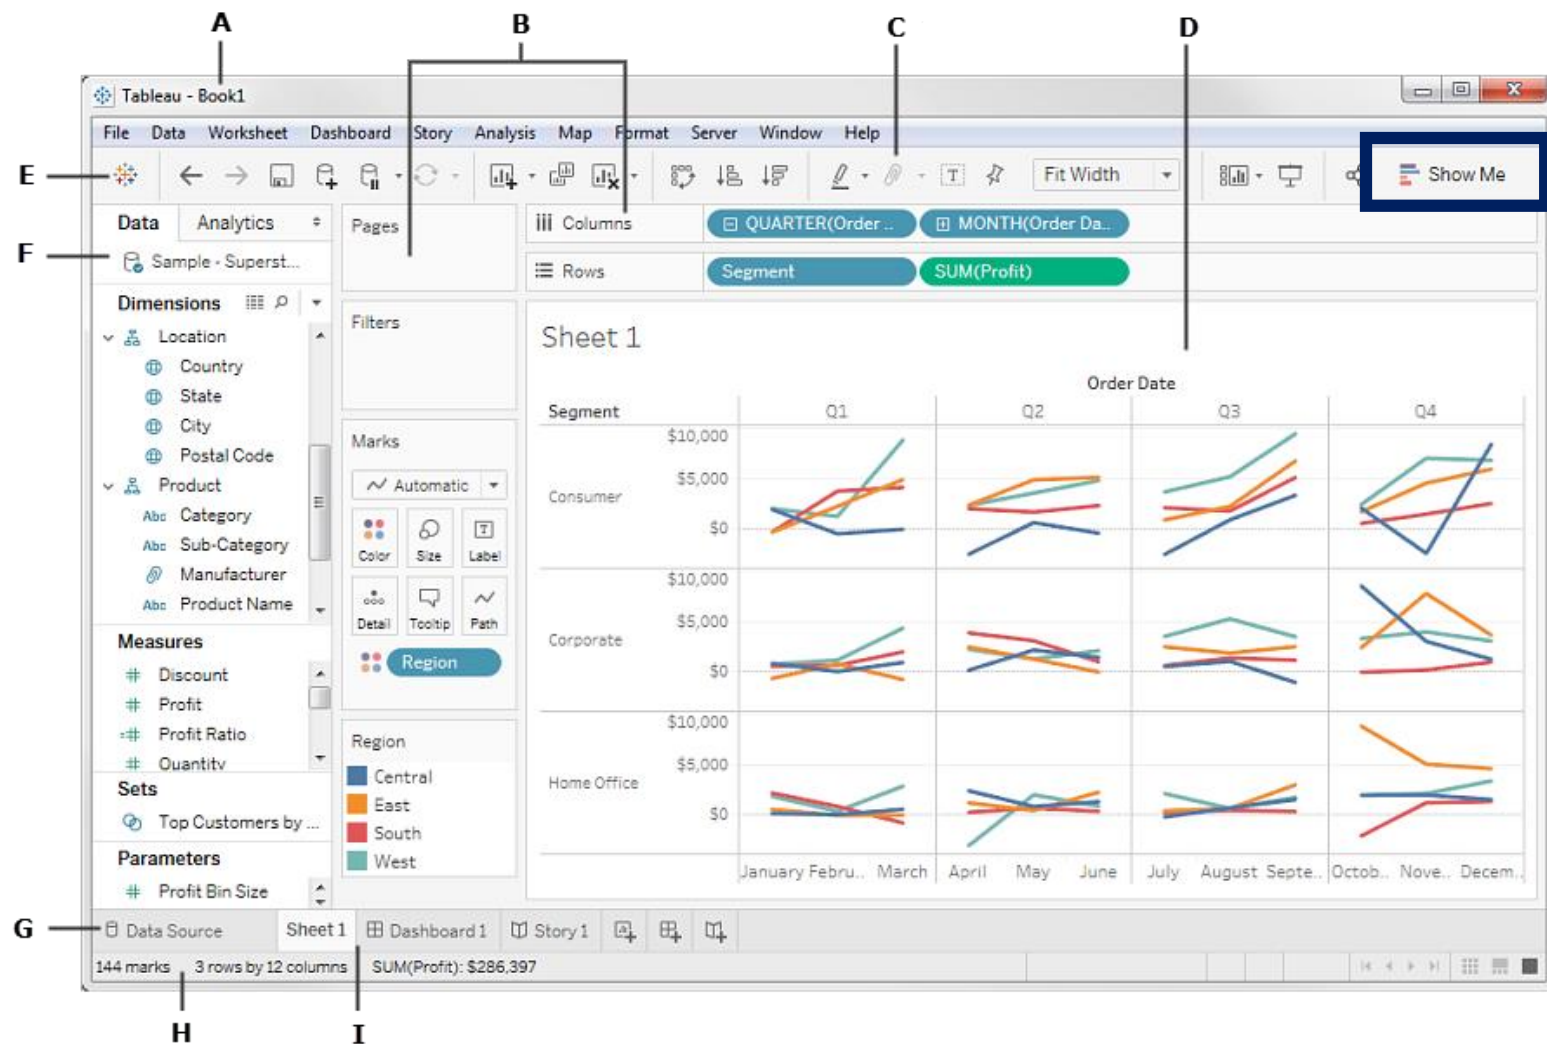 A
B
C
D
Tableau - Book1
File Data Worksheet Dashboard Story Analysis Map Format Server Window Help
E
Fit Width
Show Me
Data Analytics
Pages
Columns
QUARTER(Order ..
MONTH(Order Da..
F
Sample - Superst...
Rows
Segment
SUM(Profit)
Dimensions
Location
Country
State
City
Postal Code
Product
Category
Sub-Category
Manufacturer
Product Name
Abc
Abc
Abc
Measures
Discount
Profit
Profit Ratio
Quantity
Sets
Top Customers by ...
Parameters
Profit Bin Size
Filters
Marks
Automatic
Color Size Label
Detail Tooltip Path
Region
Region
Central
East
South
West
Sheet 1
Order Date
Segment Q1 Q2 Q3 Q4
Consumer
$10,000
$5,000
$0
Corporate
$10,000
$5,000
$0
Home Office
$10,000
$5,000
$0
January Febru.. March April May June July August Septe.. Octob.. Nove.. Decem..
G
Data Source Sheet 1 Dashboard 1 Story 1
144 marks 3 rows by 12 columns SUM(Profit): $286,397
H
I